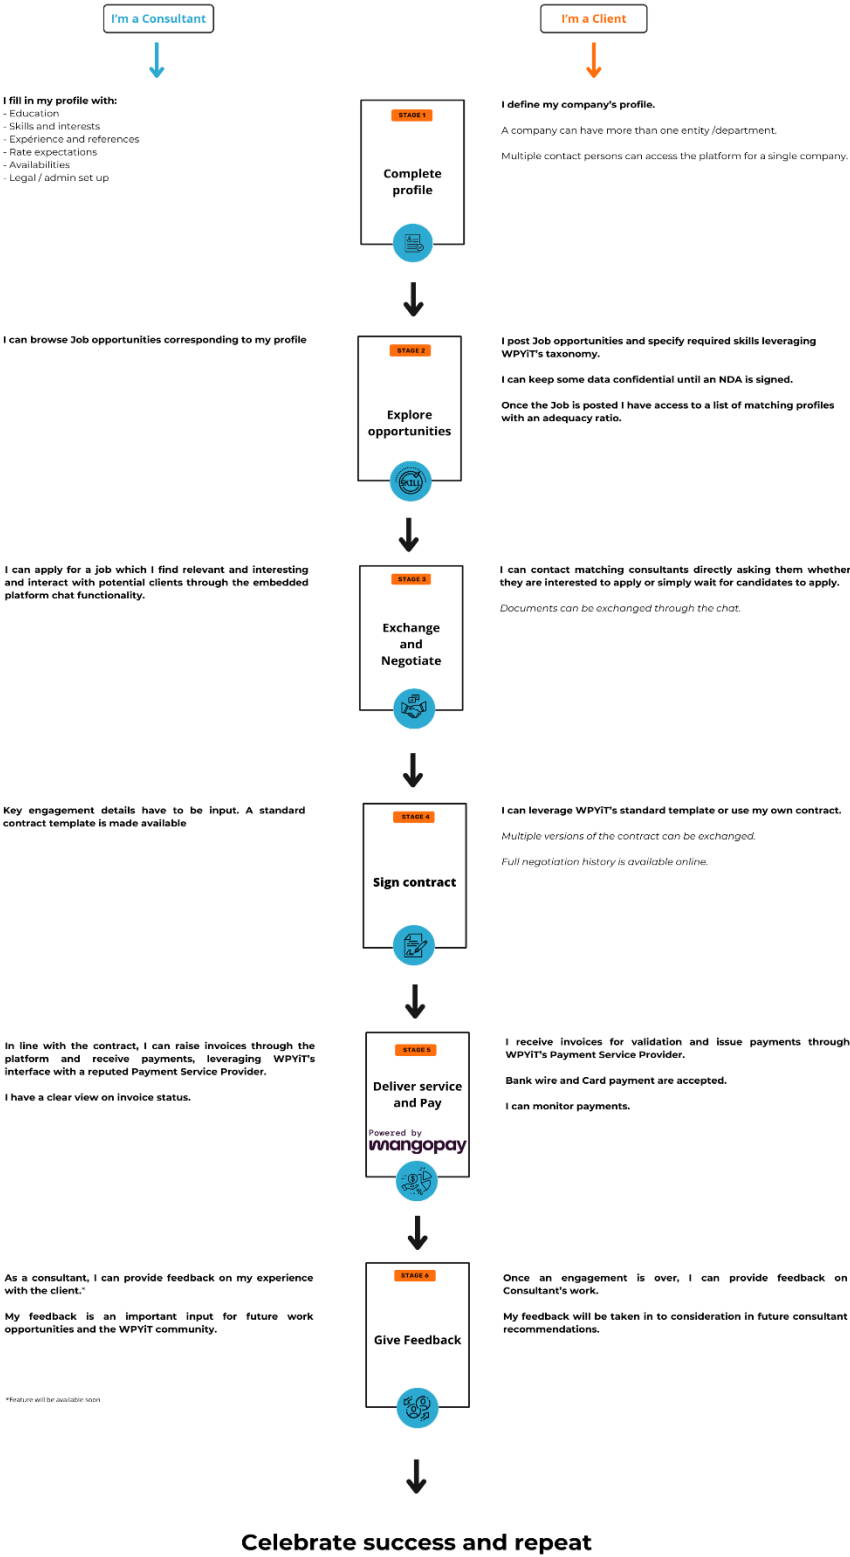 I'm a Consultant
I'm a Client
I fill in my profile with:
- Education
- Skills and interests
- Expérience and references
- Rate expectations
- Availabilities
- Legal / admin set up
STAGE 1
Complete
profile
I define my company's profile.
A company can have more than one entity /department.
Multiple contact persons can access the platform for a single company.
I can browse Job opportunities corresponding to my profile
STAGE 2
Explore
opportunities
SKILL
I post Job opportunities and specify required skills leveraging
WPYiT's taxonomy.
I can keep some data confidential until an NDA is signed.
Once the Job is posted I have access to a list of matching profiles
with an adequacy ratio.
I can apply for a job which I find relevant and interesting
and interact with potential clients through the embedded
platform chat functionality.
STAGE 3
Exchange
and
Negotiate
I can contact matching consultants directly asking them whether
they are interested to apply or simply wait for candidates to apply.
Documents can be exchanged through the chat.
Key engagement details have to be input. A standard
contract template is made available
STAGE 4
Sign contract
I can leverage WPYiT's standard template or use my own contract.
Multiple versions of the contract can be exchanged.
Full negotiation history is available online.
In line with the contract, I can raise invoices through the
platform and receive payments, leveraging WPYiT's
interface with a reputed Payment Service Provider.
I have a clear view on invoice status.
STAGE 5
Deliver service
and Pay
Powered by
mangopay
I receive invoices for validation and issue payments through
WPYiT's Payment Service Provider.
Bank wire and Card payment are accepted.
I can monitor payments.
As a consultant, I can provide feedback on my experience
with the client.*
My feedback is an important input for future work
opportunities and the WPYiT community.
*Feature will be available soon
STAGE 6
Give Feedback
Once an engagement is over, I can provide feedback on
Consultant's work.
My feedback will be taken in to consideration in future consultant
recommendations.
Celebrate success and repeat